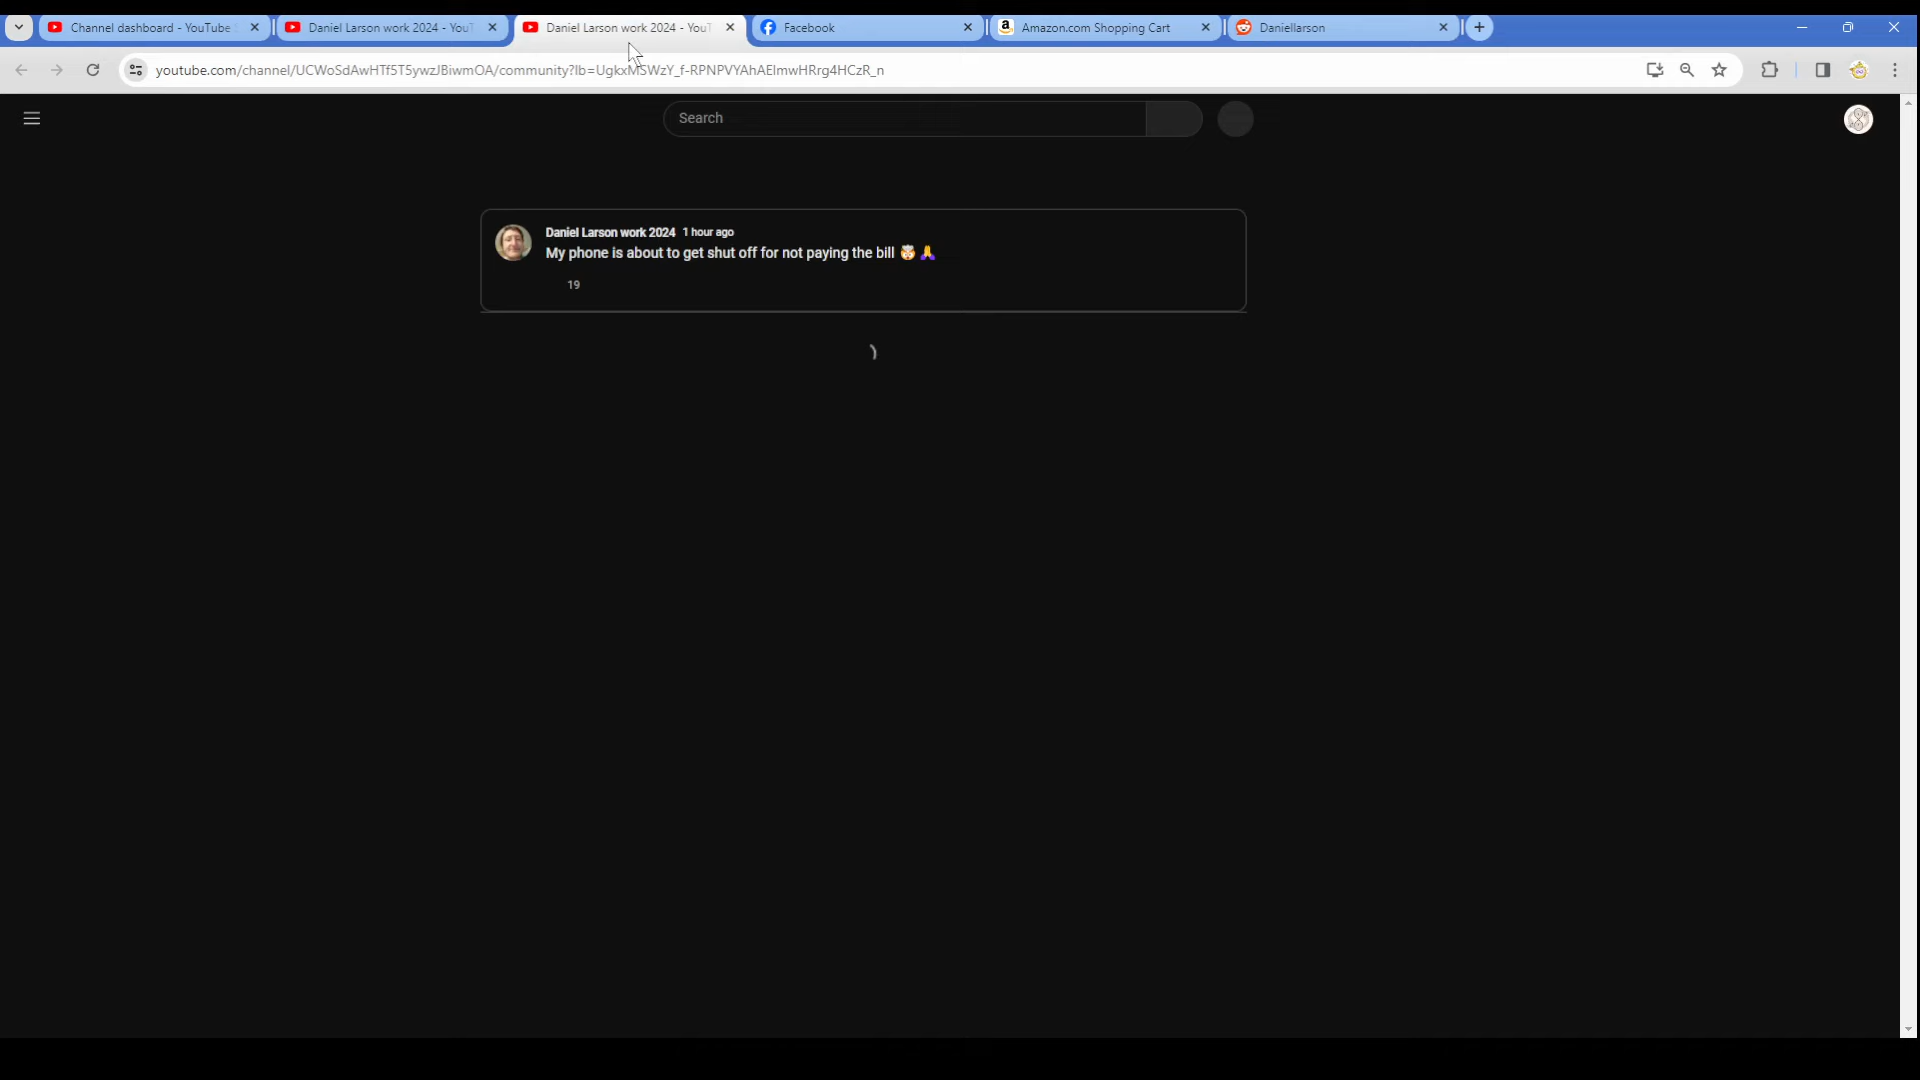 Channel dashboard - YouTube
Daniel Larson work 2024 - YouT
Daniel Larson work 2024 - YouT
Facebook
Amazon.com Shopping Cart
Daniellarson
youtube.com/channel/UCWoSdAwHTf5T5ywzJBiwmOA/community?lb=UgkxMSWzY_f-RPNPVYAhAElmwHRrg4HCzR_n
Search
Daniel Larson work 2024 1 hour ago
My phone is about to get shut off for not paying the bill 🤯🙏
19